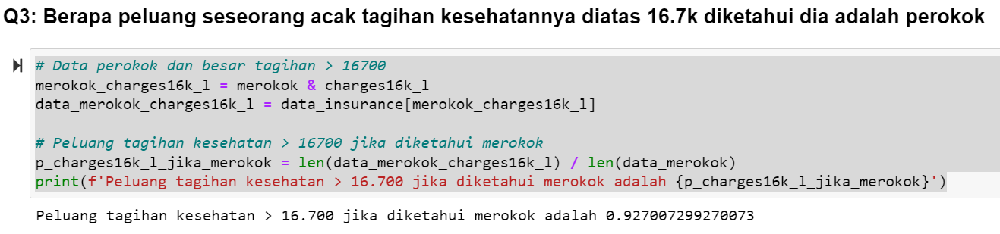 Q3: Berapa peluang seseorang acak tagihan kesehatannya diatas 16.7k diketahui dia adalah perokok
# Data perokok dan besar tagihan > 16700
merokok_charges16k_l = merokok & charges16k_l
data_merokok_charges16k_l = data_insurance[merokok_charges16k_l]
# Peluang tagihan kesehatan > 16700 jika diketahui merokok
p_charges16k_l_jika_merokok = len(data_merokok_charges16k_l) / len(data_merokok)
print(f'Peluang tagihan kesehatan > 16.700 jika diketahui merokok adalah {p_charges16k_l_jika_merokok}')
Peluang tagihan kesehatan > 16.700 jika diketahui merokok adalah 0.927007299270073